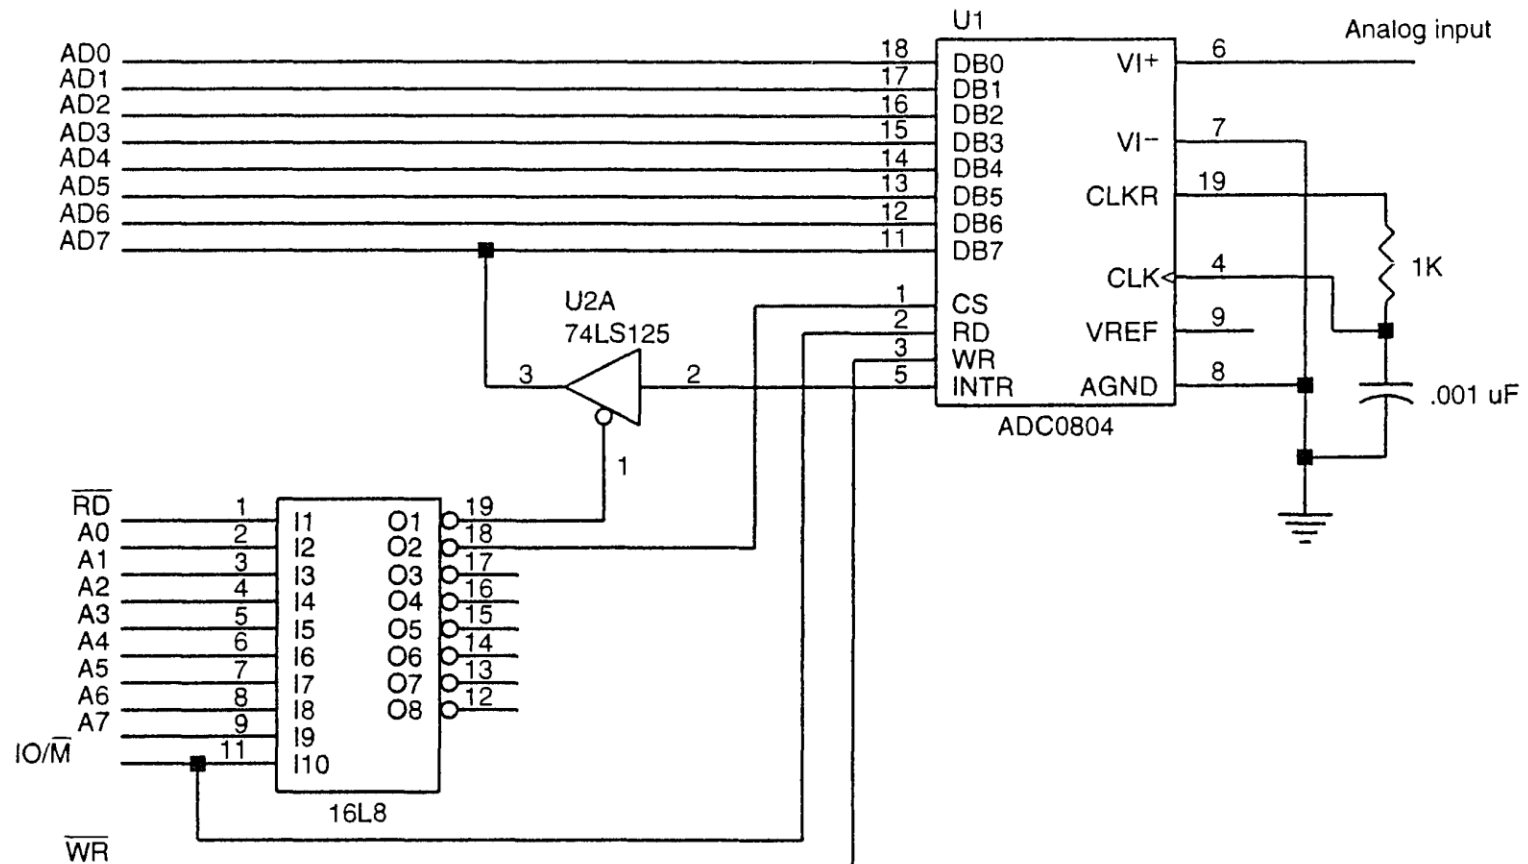 U1
Analog input
AD0 18 DB0 VI+ 6
AD1 17 DB1
AD2 16 DB2
AD3 15 DB3 VI− 7
AD4 14 DB4
AD5 13 DB5 CLKR 19
AD6 12 DB6
AD7 11 DB7
1K
CLK 4
U2A
1 CS
74LS125
2 RD VREF 9
3 WR
3 2 5 INTR AGND 8
.001 uF
ADC0804
1
RD 1 I1 O1 19
A0 2 I2 O2 18
A1 3 I3 O3 17
A2 4 I4 O4 16
A3 5 I5 O5 15
A4 6 I6 O6 14
A5 7 I7 O7 13
A6 8 I8 O8 12
A7 9 I9
IO/M 11 I10
16L8
WR